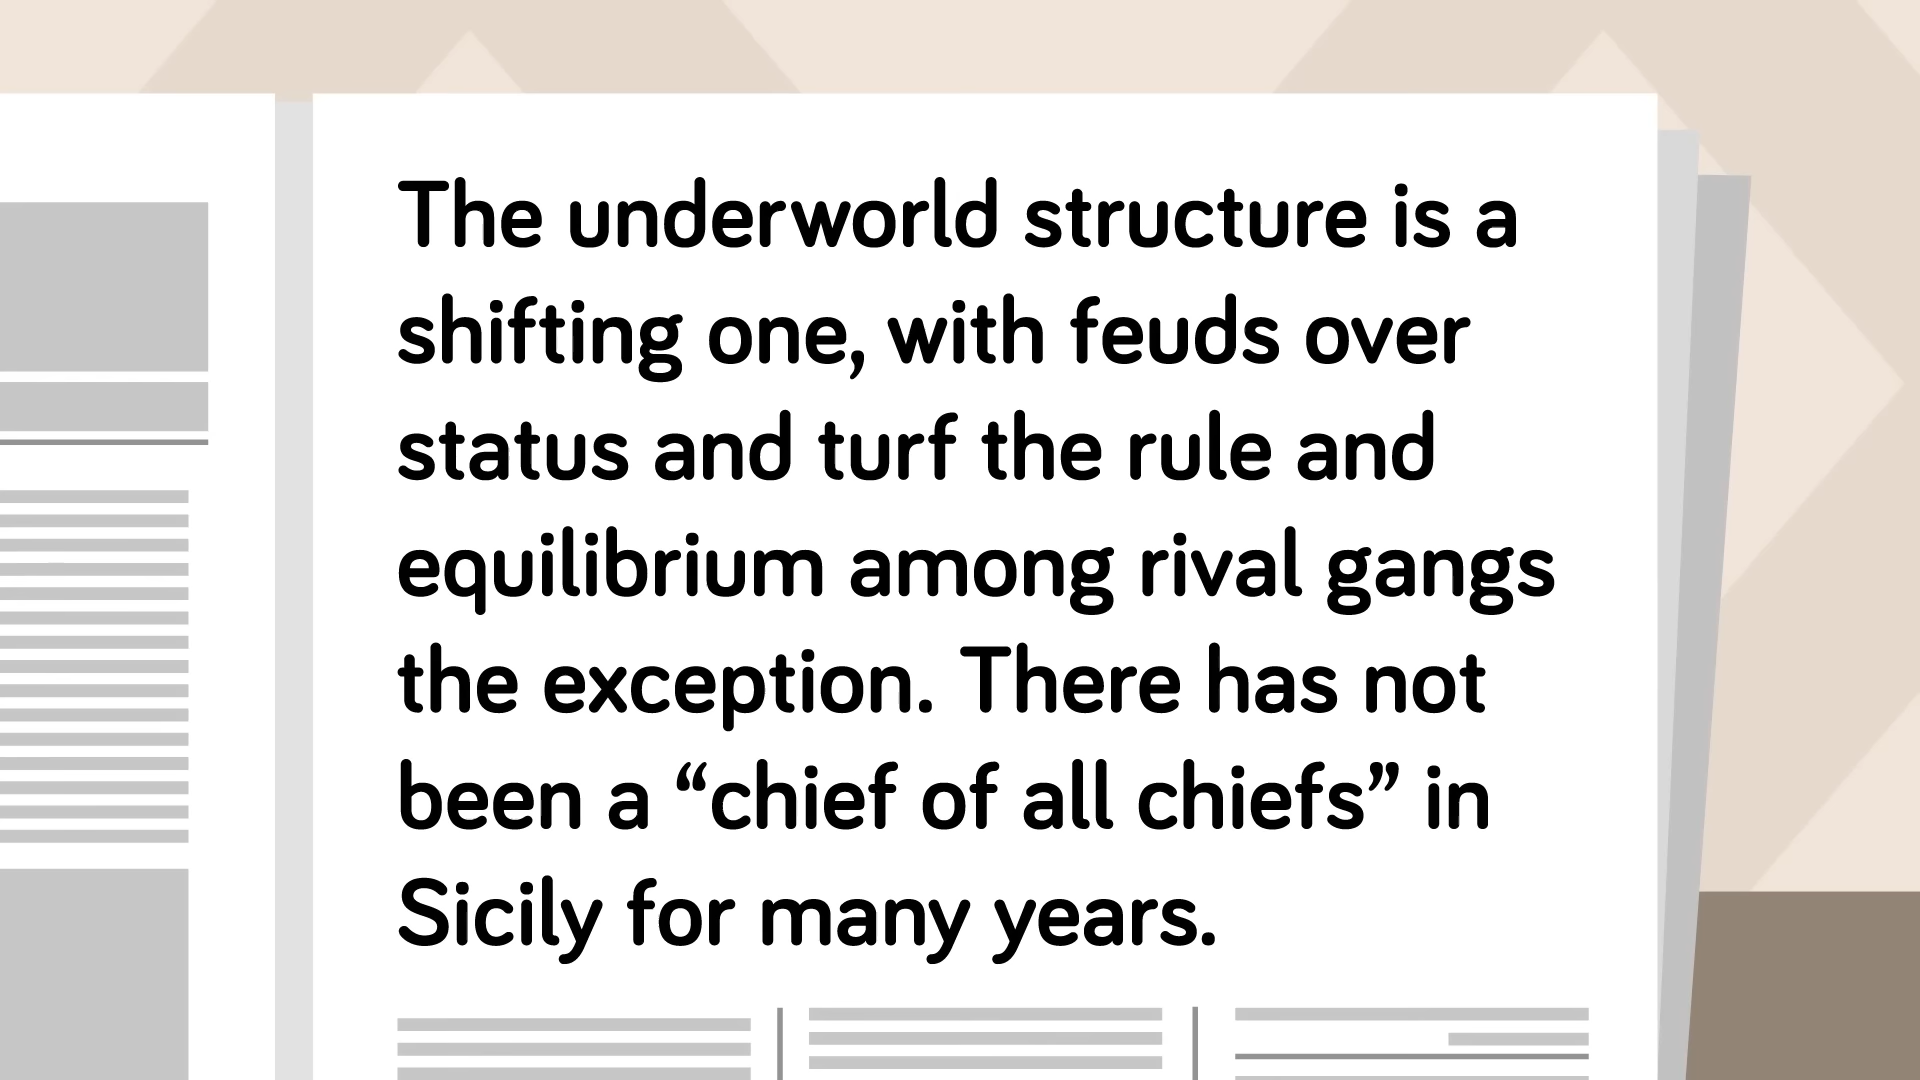 The underworld structure is a
shifting one, with feuds over
status and turf the rule and
equilibrium among rival gangs
the exception. There has not
been a “chief of all chiefs” in
Sicily for many years.